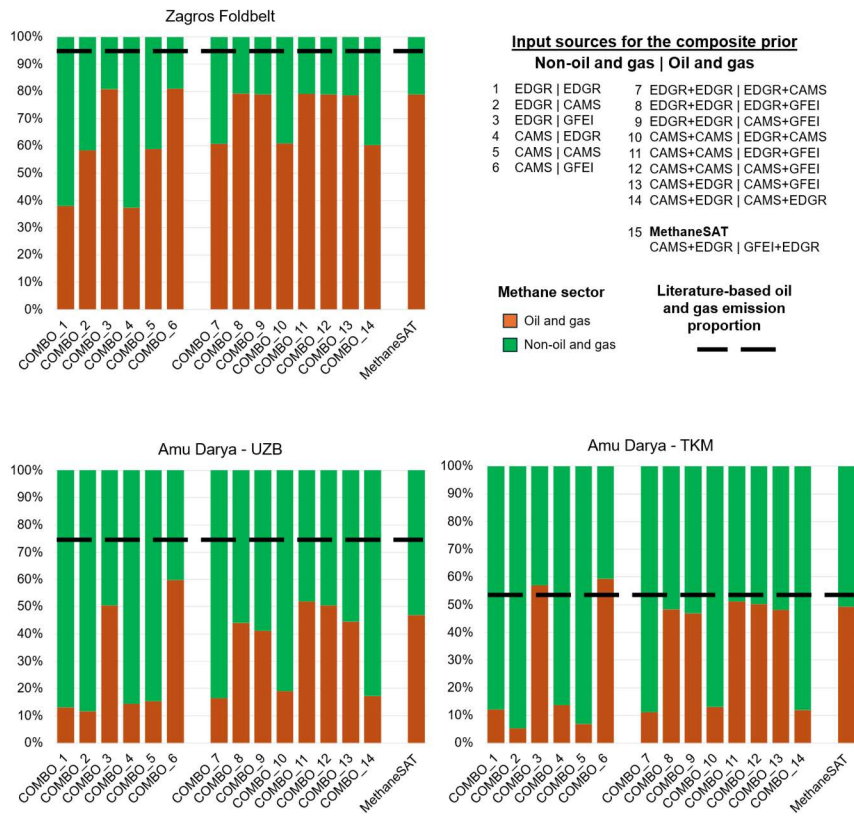 Zagros Foldbelt
100%
90%
80%
70%
60%
50%
40%
30%
20%
10%
0%
COMBO_1
COMBO_2
COMBO_3
COMBO_4
COMBO_5
COMBO_6
COMBO_7
COMBO_8
COMBO_9
COMBO_10
COMBO_11
COMBO_12
COMBO_13
COMBO_14
MethaneSAT
Input sources for the composite prior
Non-oil and gas | Oil and gas
1 EDGR | EDGR
2 EDGR | CAMS
3 EDGR | GFEI
4 CAMS | EDGR
5 CAMS | CAMS
6 CAMS | GFEI
7 EDGR+EDGR | EDGR+CAMS
8 EDGR+EDGR | EDGR+GFEI
9 EDGR+EDGR | CAMS+GFEI
10 CAMS+CAMS | EDGR+CAMS
11 CAMS+CAMS | EDGR+GFEI
12 CAMS+CAMS | CAMS+GFEI
13 CAMS+EDGR | CAMS+GFEI
14 CAMS+EDGR | CAMS+EDGR
15 MethaneSAT
CAMS+EDGR | GFEI+EDGR
Methane sector
Oil and gas
Non-oil and gas
Literature-based oil
and gas emission
proportion
Amu Darya - UZB
100%
90%
80%
70%
60%
50%
40%
30%
20%
10%
0%
COMBO_1
COMBO_2
COMBO_3
COMBO_4
COMBO_5
COMBO_6
COMBO_7
COMBO_8
COMBO_9
COMBO_10
COMBO_11
COMBO_12
COMBO_13
COMBO_14
MethaneSAT
Amu Darya - TKM
100%
90%
80%
70%
60%
50%
40%
30%
20%
10%
0%
COMBO_1
COMBO_2
COMBO_3
COMBO_4
COMBO_5
COMBO_6
COMBO_7
COMBO_8
COMBO_9
COMBO_10
COMBO_11
COMBO_12
COMBO_13
COMBO_14
MethaneSAT